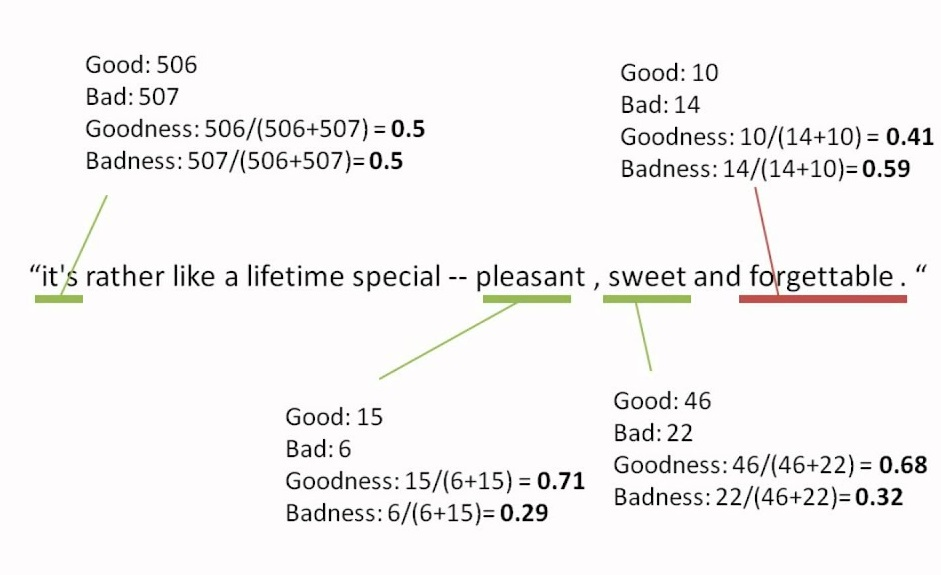 Good: 506
Bad: 507
Goodness: 506/(506+507) = 0.5
Badness: 507/(506+507)= 0.5
Good: 10
Bad: 14
Goodness: 10/(14+10) = 0.41
Badness: 14/(14+10)= 0.59
“it's rather like a lifetime special -- pleasant , sweet and forgettable . “
Good: 15
Bad: 6
Goodness: 15/(6+15) = 0.71
Badness: 6/(6+15)= 0.29
Good: 46
Bad: 22
Goodness: 46/(46+22) = 0.68
Badness: 22/(46+22)= 0.32